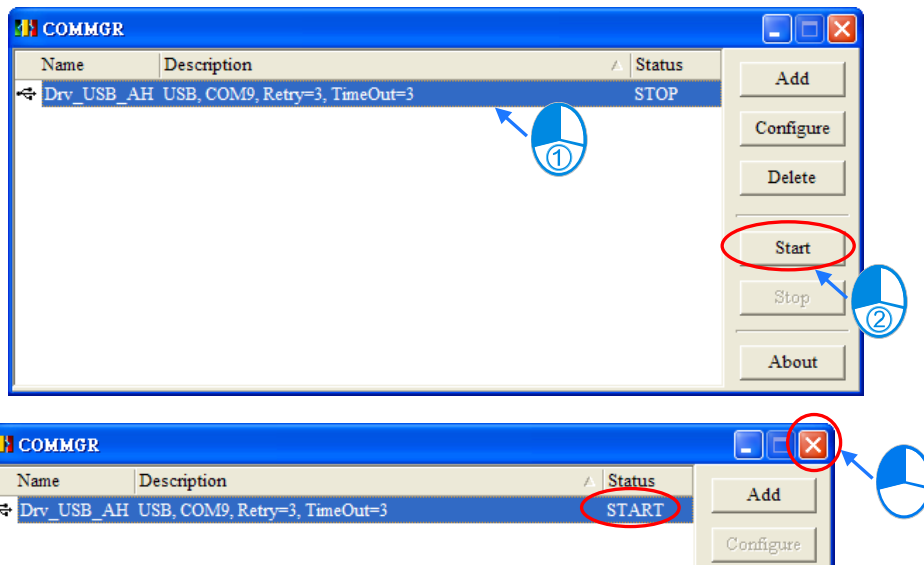 COMMGR
Name Description Status
Drv_USB_AH USB, COM9, Retry=3, TimeOut=3 STOP
Add
Configure
Delete
Start
Stop
About
①
②
COMMGR
Name Description Status
Drv_USB_AH USB, COM9, Retry=3, TimeOut=3 START
Add
Configure